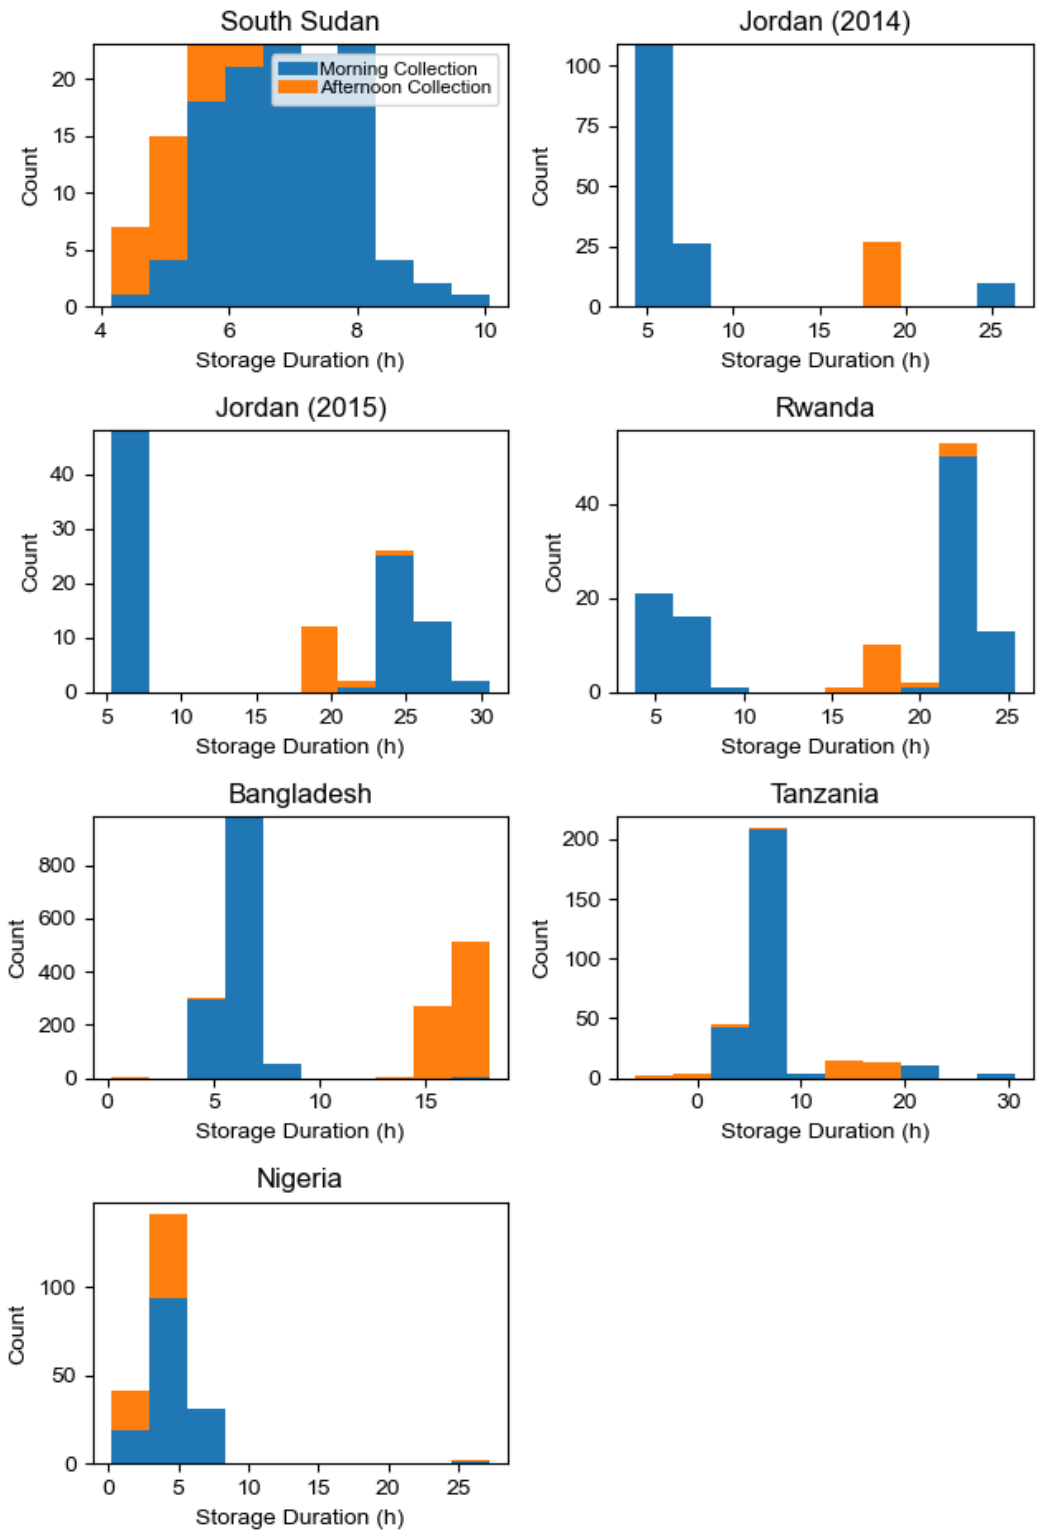 South Sudan
Count
20
15
10
5
0
Morning Collection
Afternoon Collection
4 6 8 10
Storage Duration (h)
Jordan (2014)
Count
100
75
50
25
0
5 10 15 20 25
Storage Duration (h)
Jordan (2015)
Count
40
30
20
10
0
5 10 15 20 25 30
Storage Duration (h)
Rwanda
Count
40
20
0
5 10 15 20 25
Storage Duration (h)
Bangladesh
Count
800
600
400
200
0
0 5 10 15
Storage Duration (h)
Tanzania
Count
200
150
100
50
0
0 10 20 30
Storage Duration (h)
Nigeria
Count
100
50
0
0 5 10 15 20 25
Storage Duration (h)